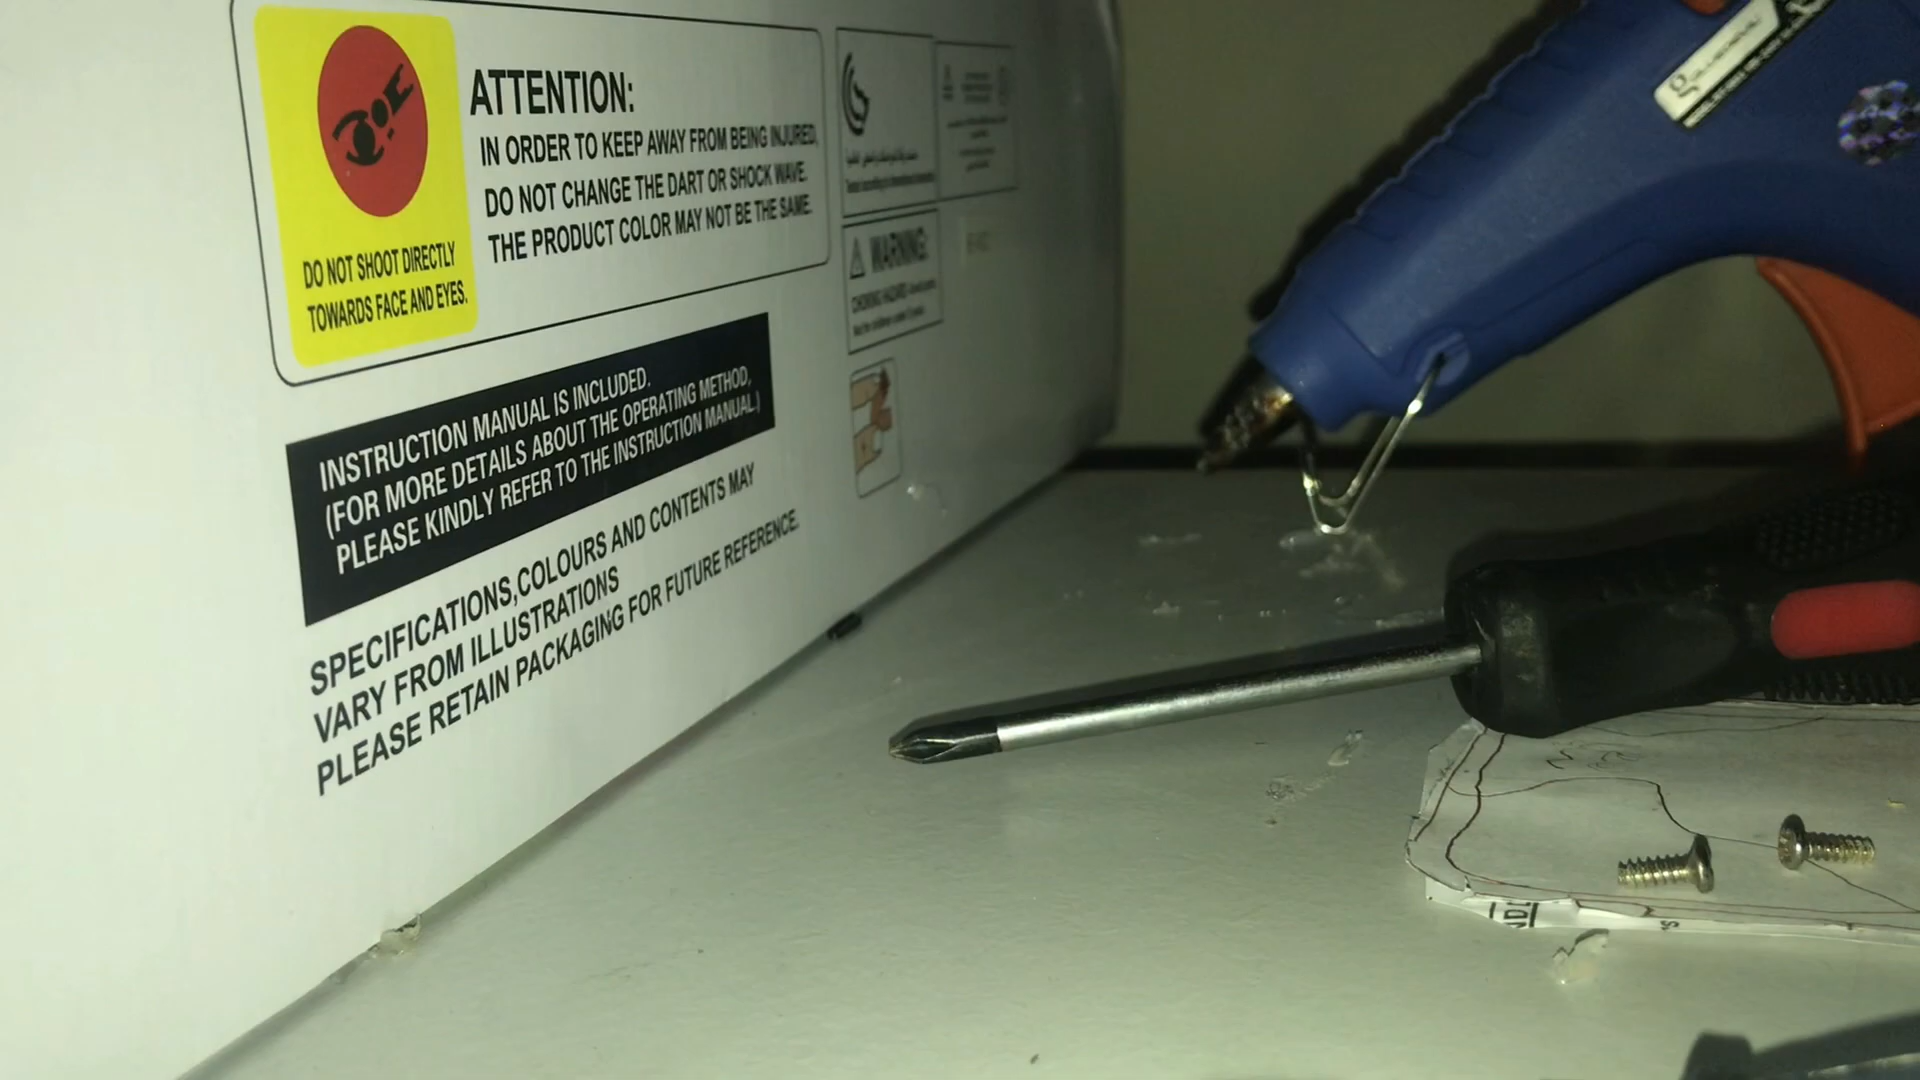 ATTENTION:
IN ORDER TO KEEP AWAY FROM BEING INJURED,
DO NOT CHANGE THE DART OR SHOCK WAVE.
THE PRODUCT COLOR MAY NOT BE THE SAME.
DO NOT SHOOT DIRECTLY
TOWARDS FACE AND EYES.
INSTRUCTION MANUAL IS INCLUDED.
(FOR MORE DETAILS ABOUT THE OPERATING METHOD,
PLEASE KINDLY REFER TO THE INSTRUCTION MANUAL.)
SPECIFICATIONS,COLOURS AND CONTENTS MAY
VARY FROM ILLUSTRATIONS
PLEASE RETAIN PACKAGING FOR FUTURE REFERENCE.
WARNING:
CHOKING HAZARD